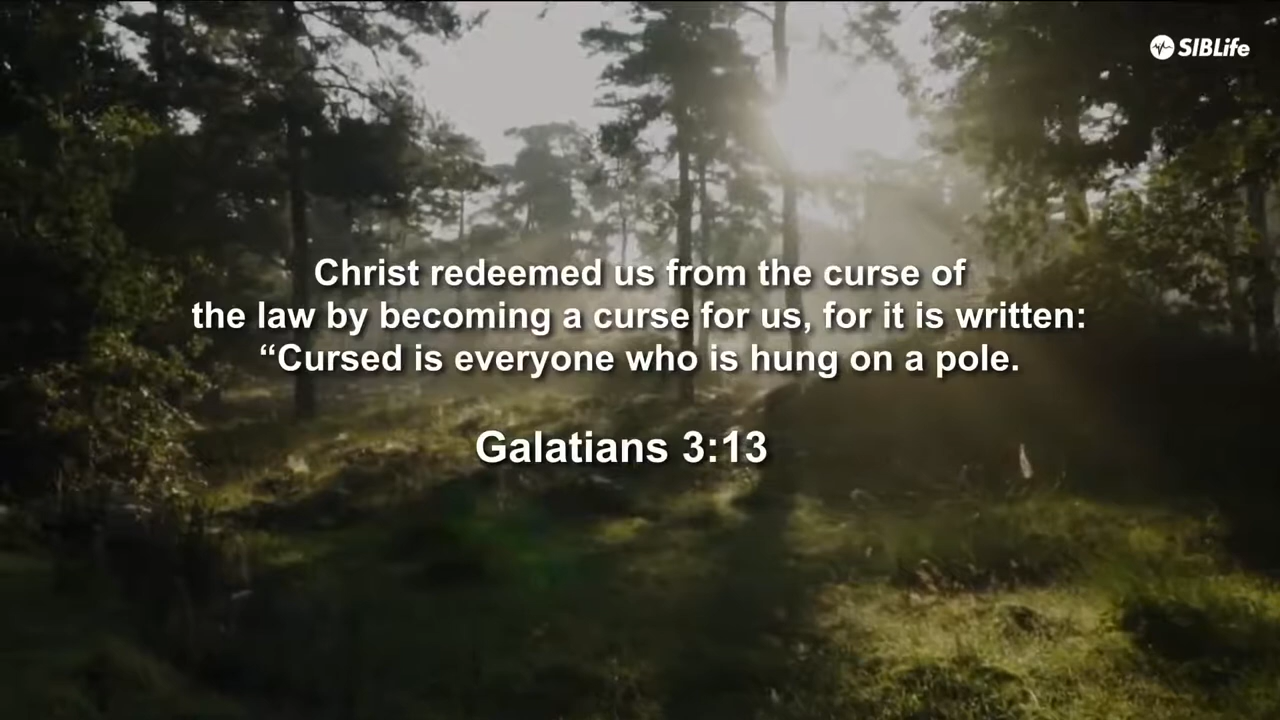 SIBLife
Christ redeemed us from the curse of
the law by becoming a curse for us, for it is written:
“Cursed is everyone who is hung on a pole.
Galatians 3:13